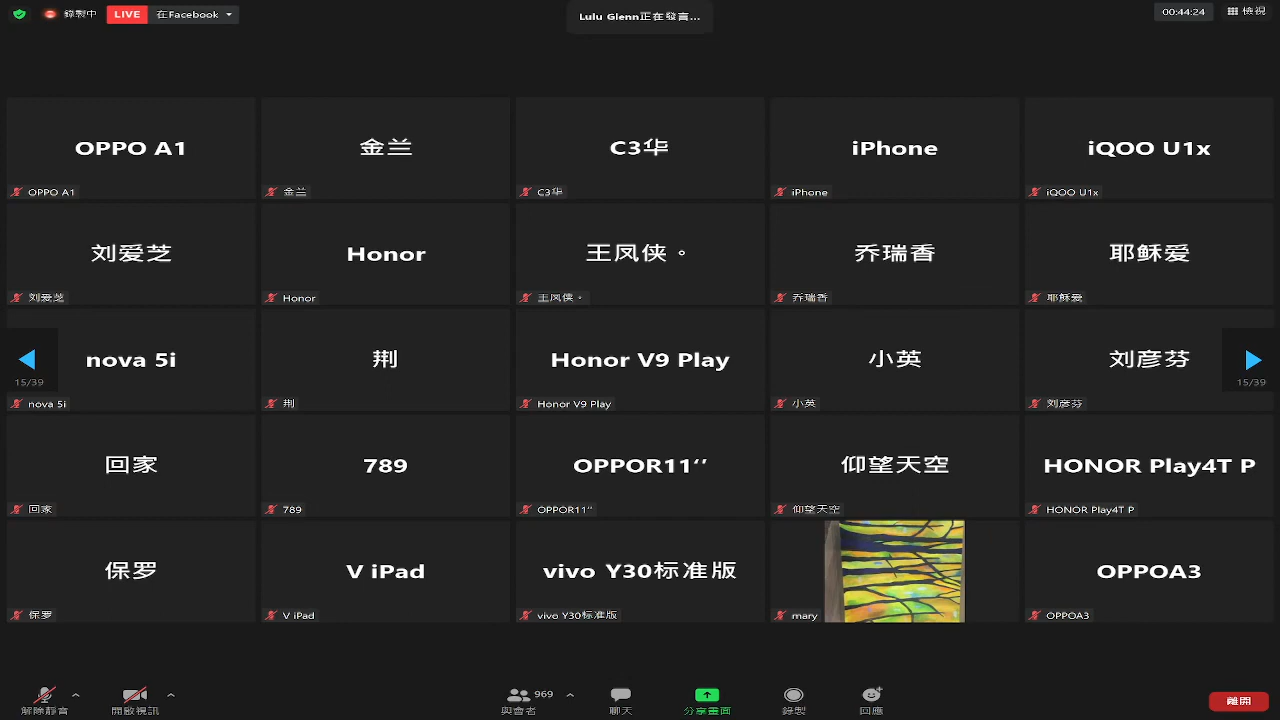 錄製中
LIVE
在Facebook
Lulu Glenn正在發言...
00:44:24
檢視
OPPO A1
OPPO A1
金兰
金兰
C3华
C3华
iPhone
iPhone
iQOO U1x
iQOO U1x
刘爱芝
刘爱芝
Honor
Honor
王凤侠。
王凤侠。
乔瑞香
乔瑞香
耶稣爱
耶稣爱
15/39
nova 5i
nova 5i
荆
荆
Honor V9 Play
Honor V9 Play
小英
小英
刘彦芬
刘彦芬
15/39
回家
回家
789
789
OPPOR11‘’
OPPOR11‘’
仰望天空
仰望天空
HONOR Play4T P
HONOR Play4T P
保罗
保罗
V iPad
V iPad
vivo Y30标准版
vivo Y30标准版
mary
OPPOA3
OPPOA3
解除靜音
開啟視訊
969
與會者
聊天
分享畫面
錄製
回應
離開